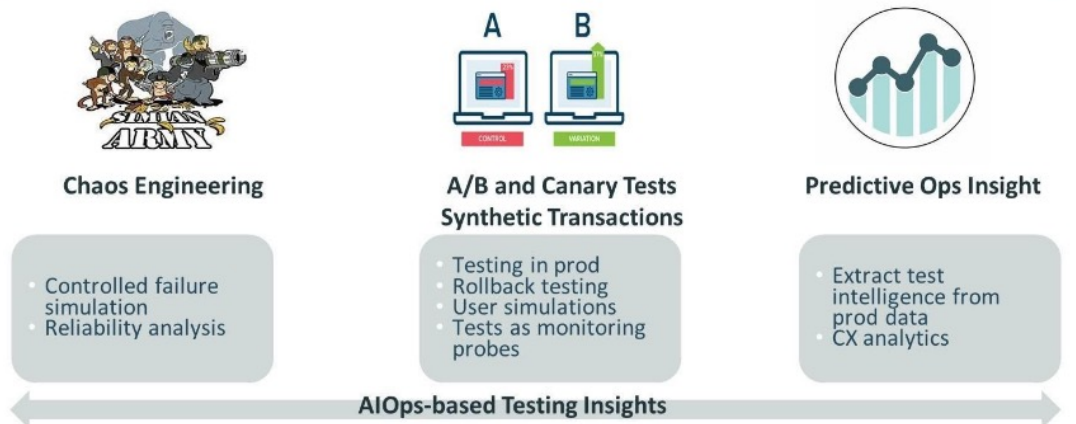 SIMIAN
ARMY
A
B
CONTROL
VARIATION
Chaos Engineering
A/B and Canary Tests
Synthetic Transactions
Predictive Ops Insight
Controlled failure
simulation
Reliability analysis
Testing in prod
Rollback testing
User simulations
Tests as monitoring
probes
Extract test
intelligence from
prod data
CX analytics
AIOps-based Testing Insights